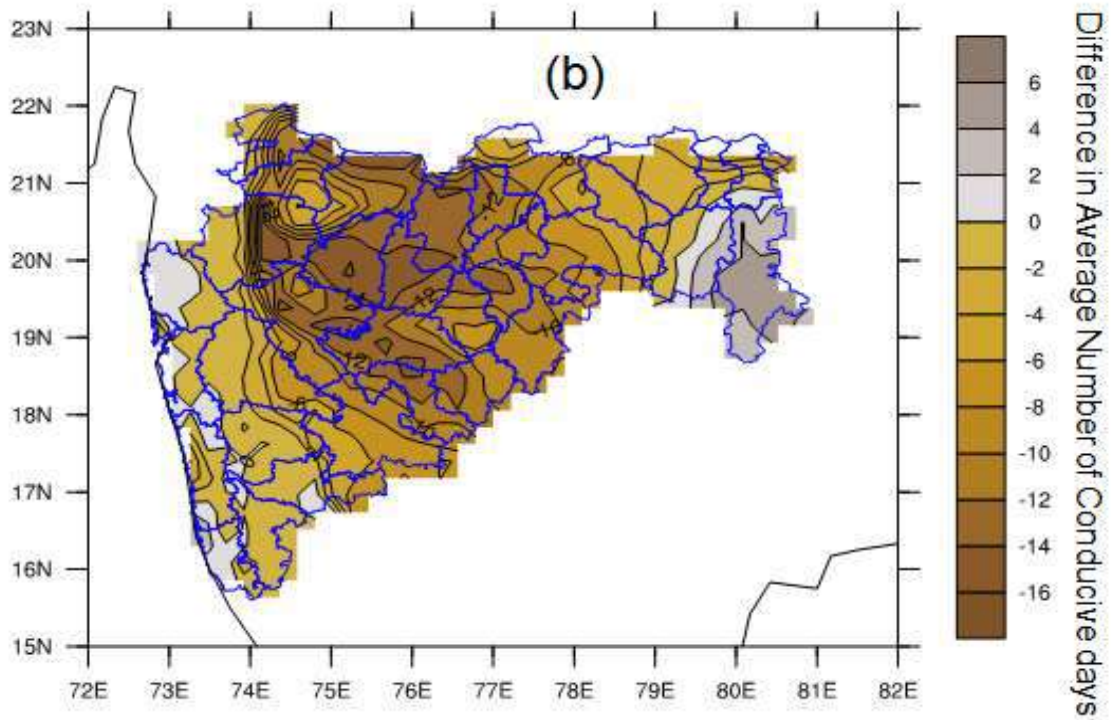 (b)
23N
22N
21N
20N
19N
18N
17N
16N
15N
72E 73E 74E 75E 76E 77E 78E 79E 80E 81E 82E
6
4
2
0
-2
-4
-6
-8
-10
-12
-14
-16
Difference in Average Number of Conducive days
-12
-12
10